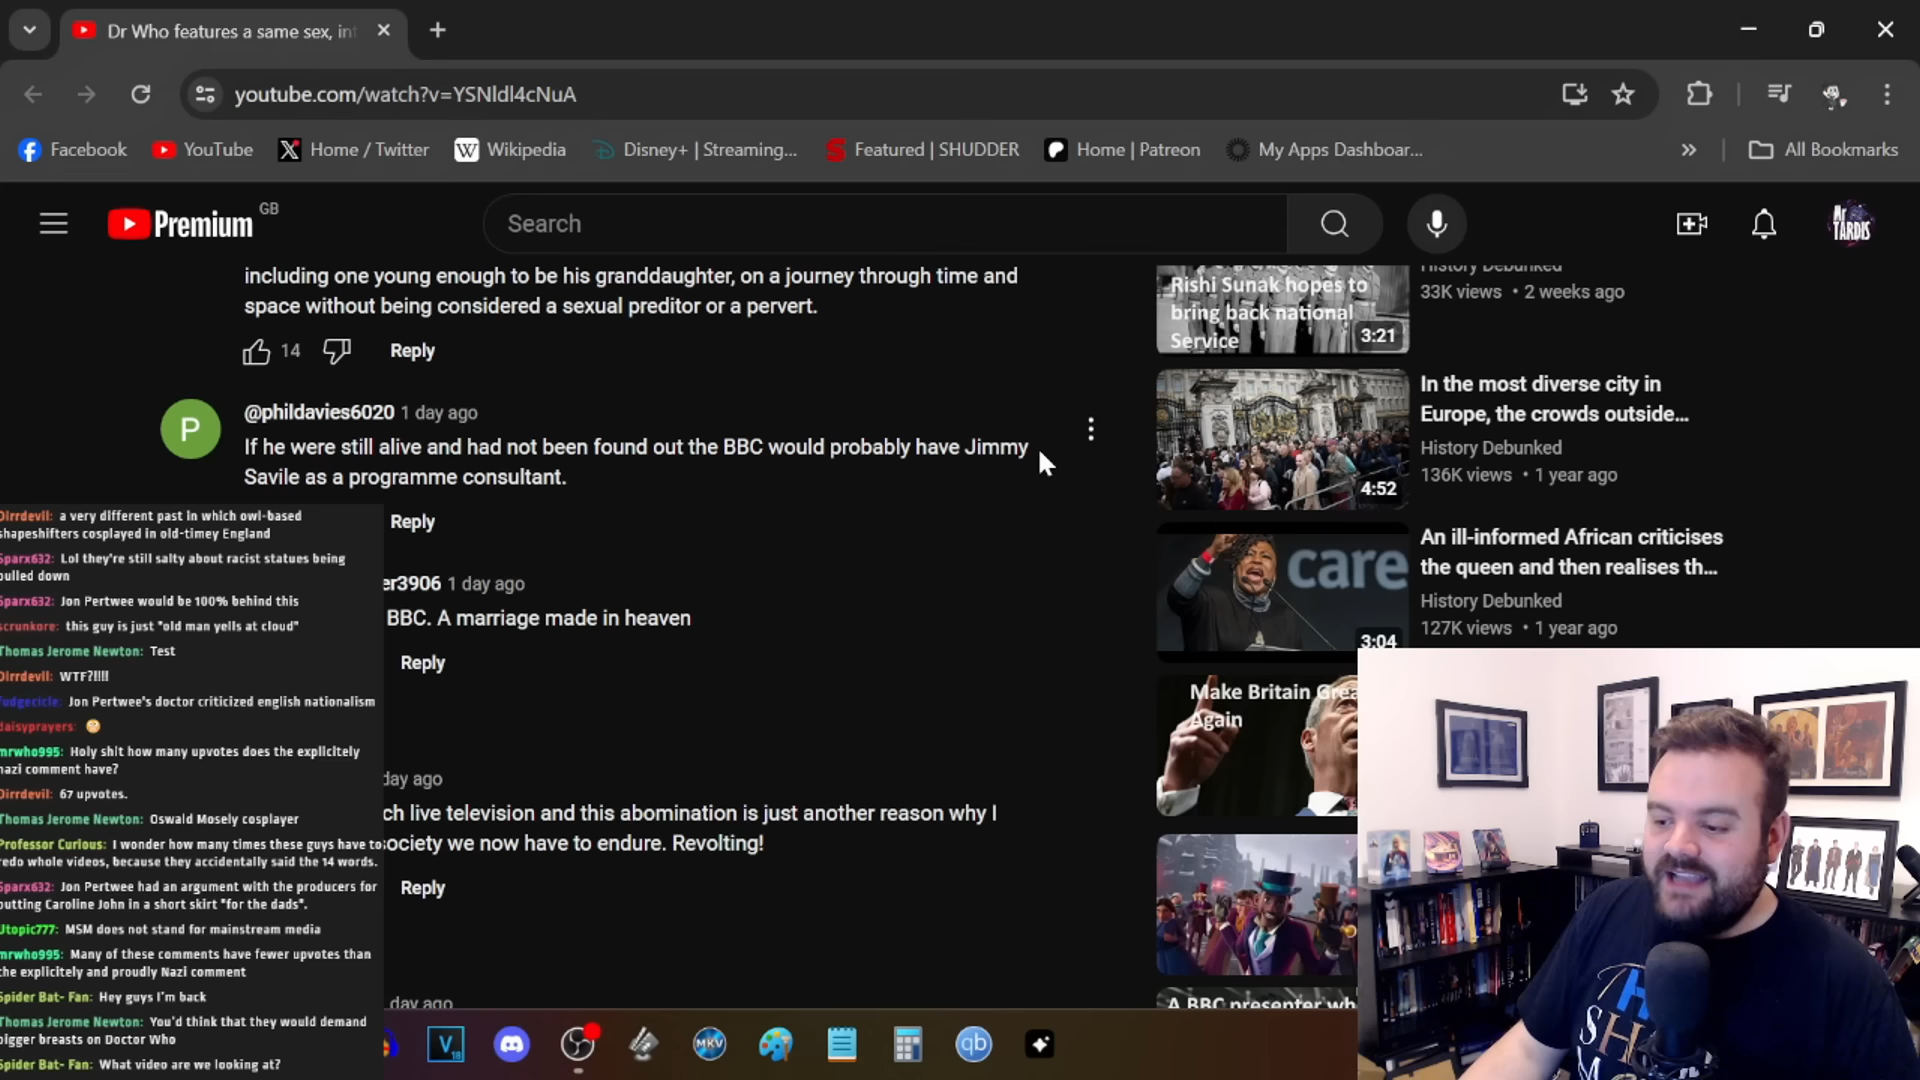 Dr Who features a same sex, int
youtube.com/watch?v=YSNldl4cNuA
Facebook
YouTube
Home / Twitter
Wikipedia
Disney+ | Streaming...
Featured | SHUDDER
Home | Patreon
My Apps Dashboar...
All Bookmarks
Premium
GB
Search
Mr
TARDIS
including one young enough to be his granddaughter, on a journey through time and
space without being considered a sexual preditor or a pervert.
14
Reply
P
@phildavies6020 1 day ago
If he were still alive and had not been found out the BBC would probably have Jimmy
Savile as a programme consultant.
Reply
er3906 1 day ago
BBC. A marriage made in heaven
Reply
day ago
ch live television and this abomination is just another reason why I
society we now have to endure. Revolting!
Reply
day ago
Rishi Sunak hopes to
bring back national
Service
3:21
History Debunked
33K views • 2 weeks ago
4:52
In the most diverse city in
Europe, the crowds outside...
History Debunked
136K views • 1 year ago
care
3:04
An ill-informed African criticises
the queen and then realises th...
History Debunked
127K views • 1 year ago
Make Britain Grea
Again
A BBC presenter wh
Dirrdevil: a very different past in which owl-based
shapeshifters cosplayed in old-timey England
Sparx632: Lol they're still salty about racist statues being
pulled down
Sparx632: Jon Pertwee would be 100% behind this
scrunkore: this guy is just "old man yells at cloud"
Thomas Jerome Newton: Test
Dirrdevil: WTF?!!!!
fudgericle: Jon Pertwee's doctor criticized english nationalism
daisyprayers:
mrwho995: Holy shit how many upvotes does the explicitely
nazi comment have?
Dirrdevil: 67 upvotes.
Thomas Jerome Newton: Oswald Mosely cosplayer
Professor Curious: I wonder how many times these guys have to
redo whole videos, because they accidentally said the 14 words.
Sparx632: Jon Pertwee had an argument with the producers for
putting Caroline John in a short skirt "for the dads".
Utopic777: MSM does not stand for mainstream media
mrwho995: Many of these comments have fewer upvotes than
the explicitely and proudly Nazi comment
Spider Bat- Fan: Hey guys I'm back
Thomas Jerome Newton: You'd think that they would demand
bigger breasts on Doctor Who
Spider Bat- Fan: What video are we looking at?
V
18
MKV
qb